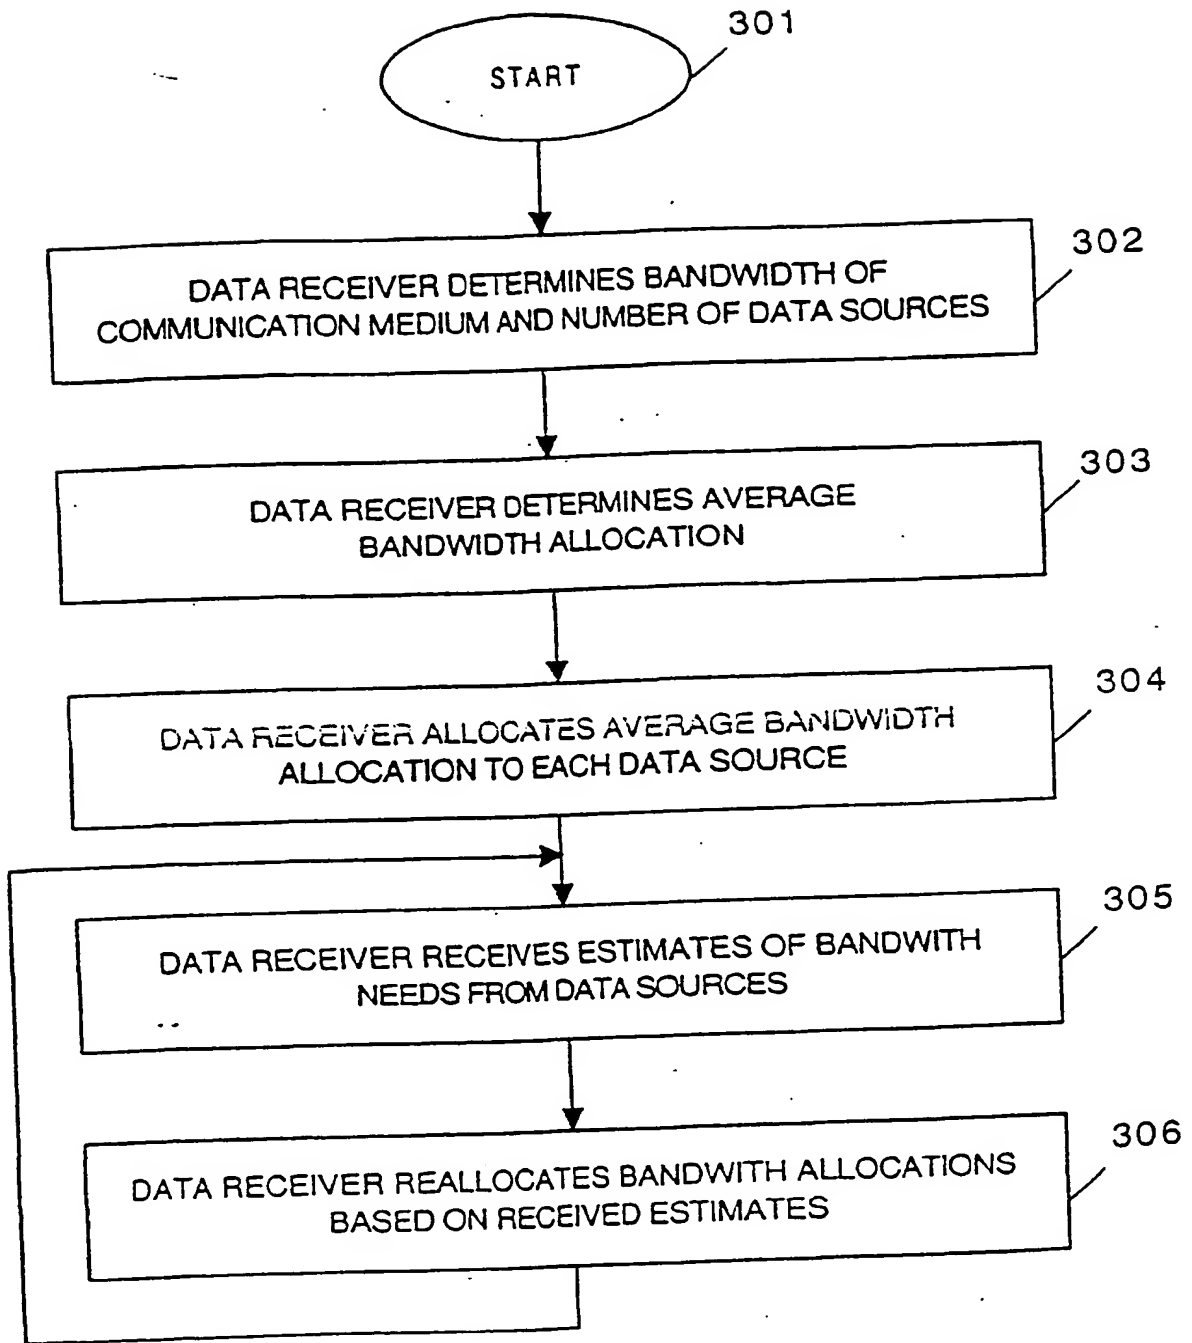 301
START
302
DATA RECEIVER DETERMINES BANDWIDTH OF
COMMUNICATION MEDIUM AND NUMBER OF DATA SOURCES
303
DATA RECEIVER DETERMINES AVERAGE
BANDWIDTH ALLOCATION
304
DATA RECEIVER ALLOCATES AVERAGE BANDWIDTH
ALLOCATION TO EACH DATA SOURCE
305
DATA RECEIVER RECEIVES ESTIMATES OF BANDWITH
NEEDS FROM DATA SOURCES
306
DATA RECEIVER REALLOCATES BANDWITH ALLOCATIONS
BASED ON RECEIVED ESTIMATES